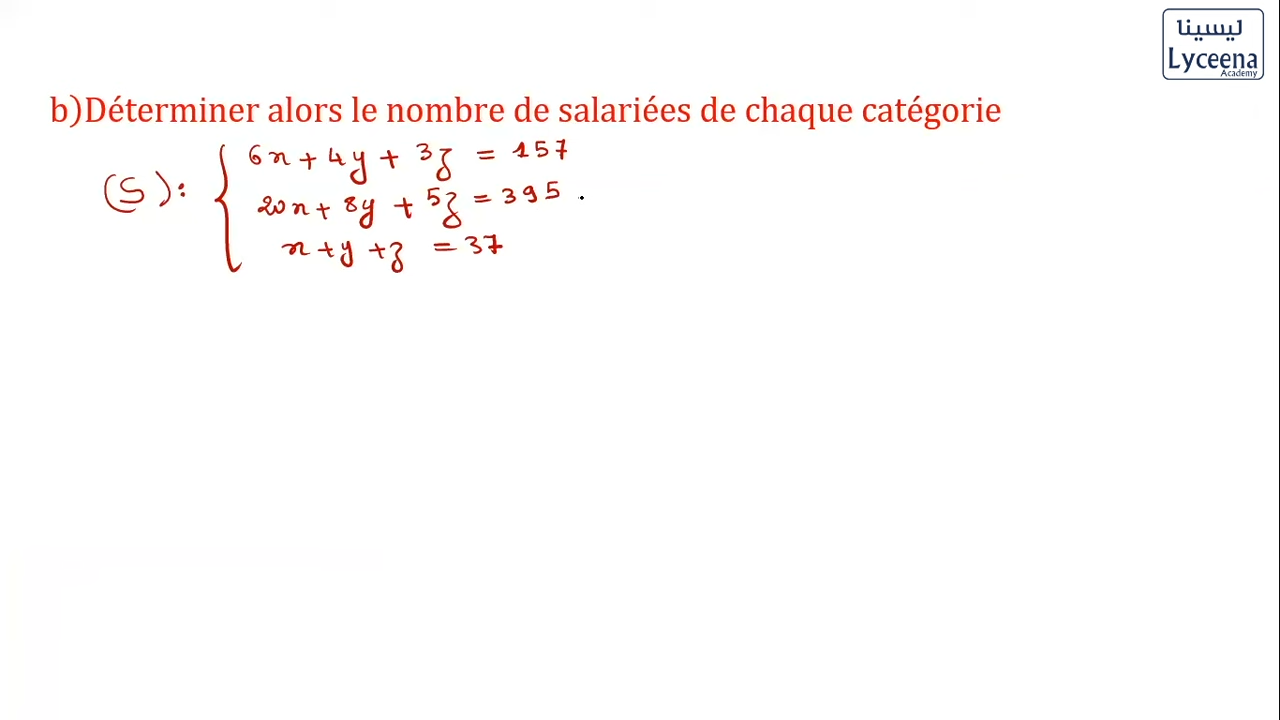 ليسينا
Lyceena
Academy
b)Déterminer alors le nombre de salariées de chaque catégorie
(S): { 6x + 4y + 3z = 157
20x + 8y + 5z = 395
x + y + z = 37